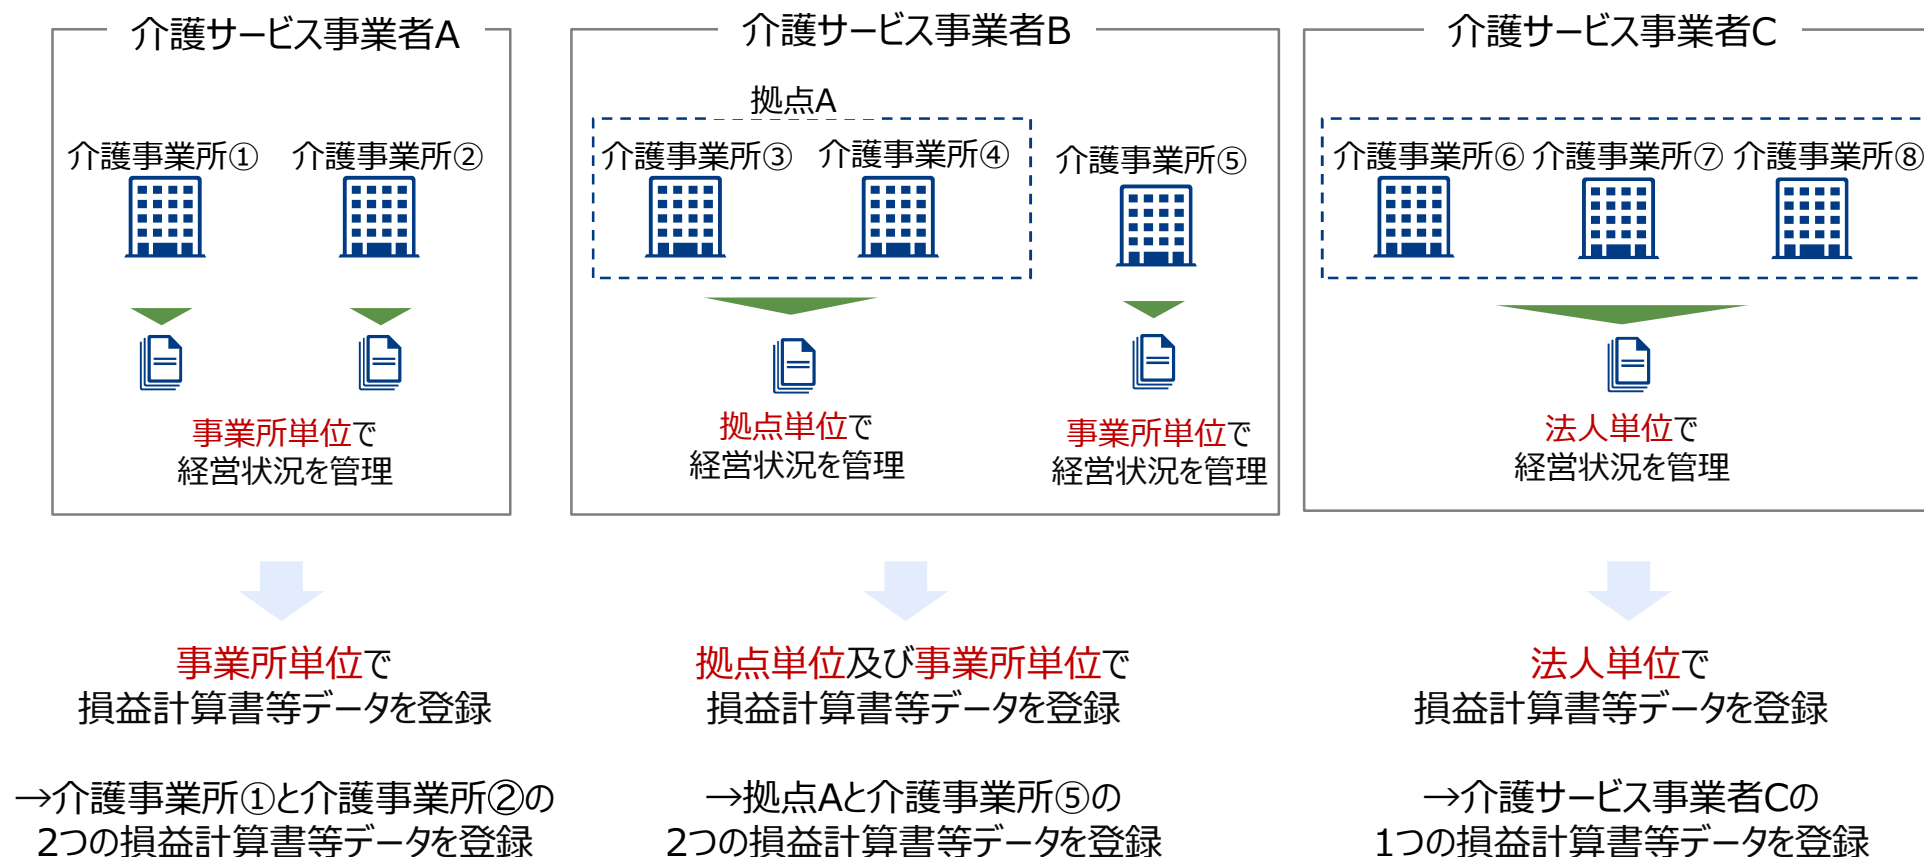 介護サービス事業者A
介護事業所①
介護事業所②
事業所単位で
経営状況を管理
事業所単位で
損益計算書等データを登録
→介護事業所①と介護事業所②の
2つの損益計算書等データを登録
介護サービス事業者B
拠点A
介護事業所③
介護事業所④
介護事業所⑤
拠点単位で
経営状況を管理
事業所単位で
経営状況を管理
拠点単位及び事業所単位で
損益計算書等データを登録
→拠点Aと介護事業所⑤の
2つの損益計算書等データを登録
介護サービス事業者C
介護事業所⑥
介護事業所⑦
介護事業所⑧
法人単位で
経営状況を管理
法人単位で
損益計算書等データを登録
→介護サービス事業者Cの
1つの損益計算書等データを登録